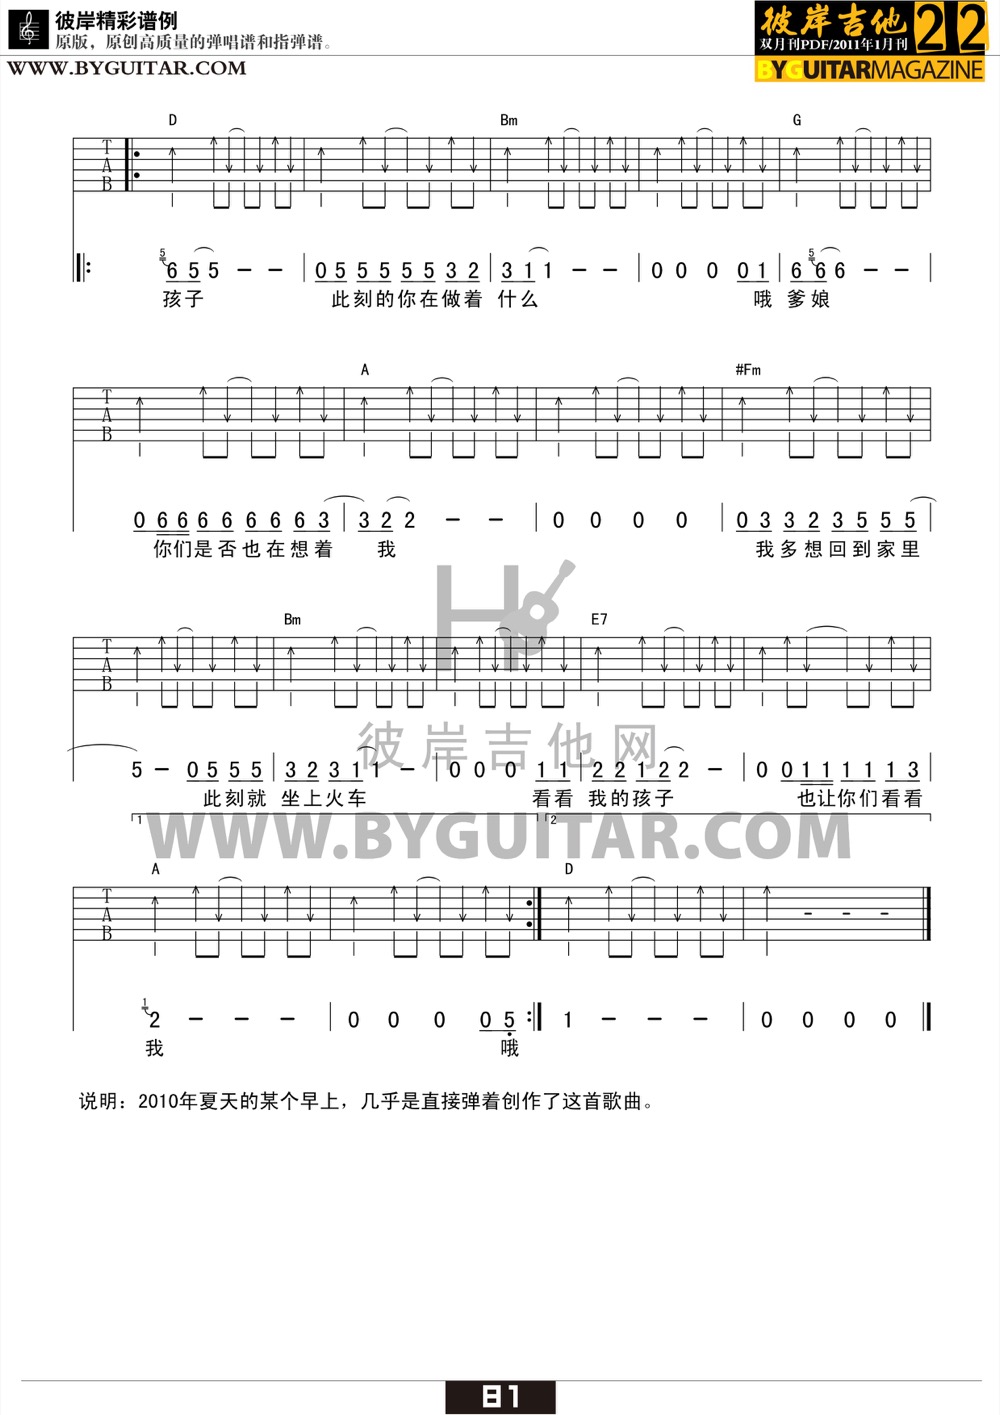 彼岸精彩谱例
原版，原创高质量的弹唱谱和指弹谱。
WWW.BYGUITAR.COM
彼岸吉他 22
双月刊PDF/2011年1月刊
BYGUITARMAGAZINE
D Bm G
T
A
B
5 5
6 5 5 – – 0 5 5 5 5 5 3 2 3 1 1 – – 0 0 0 0 1 6 6 6 – –
孩子 此刻的你在做着 什么 哦 爹娘
A #Fm
T
A
B
0 6 6 6 6 6 6 6 3 3 2 2 – – 0 0 0 0 0 3 3 2 3 5 5 5
你们是否也在想着 我 我多想回到家里
Bm E7
T
A
B
彼岸吉他网
5 – 0 5 5 5 3 2 3 1 1 – 0 0 0 1 1 2 2 1 2 2 – 0 0 1 1 1 1 1 3
此刻就 坐上火车 看看 我的孩子 也让你们看看
1 2
WWW.BYGUITAR.COM
A D
T
A
B
– – –
1
2 – – – 0 0 0 0 5 1 – – – 0 0 0 0
我 哦
说明：2010年夏天的某个早上，几乎是直接弹着创作了这首歌曲。
81